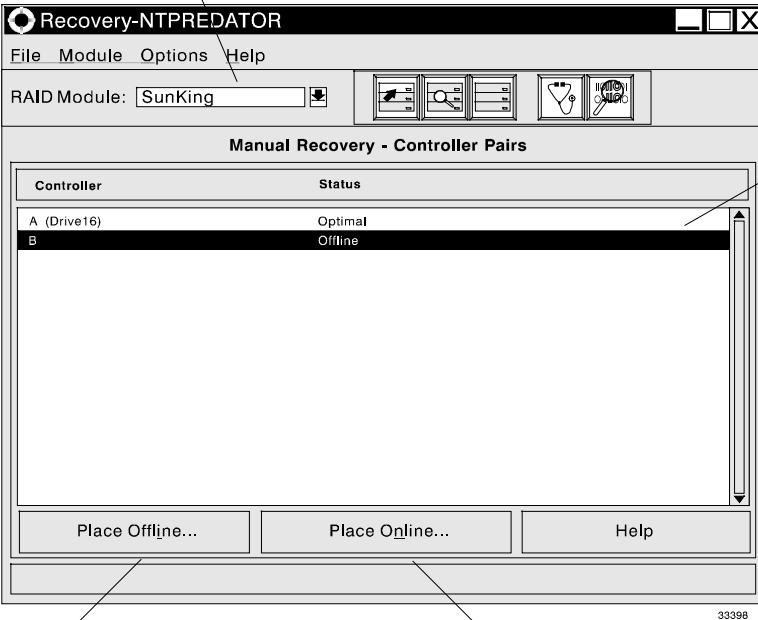 Recovery-NTPREDATOR
File Module Options Help
RAID Module: SunKing
Manual Recovery - Controller Pairs
Controller Status
A (Drive16) Optimal
B Offline
Place Offline... Place Online... Help
33398